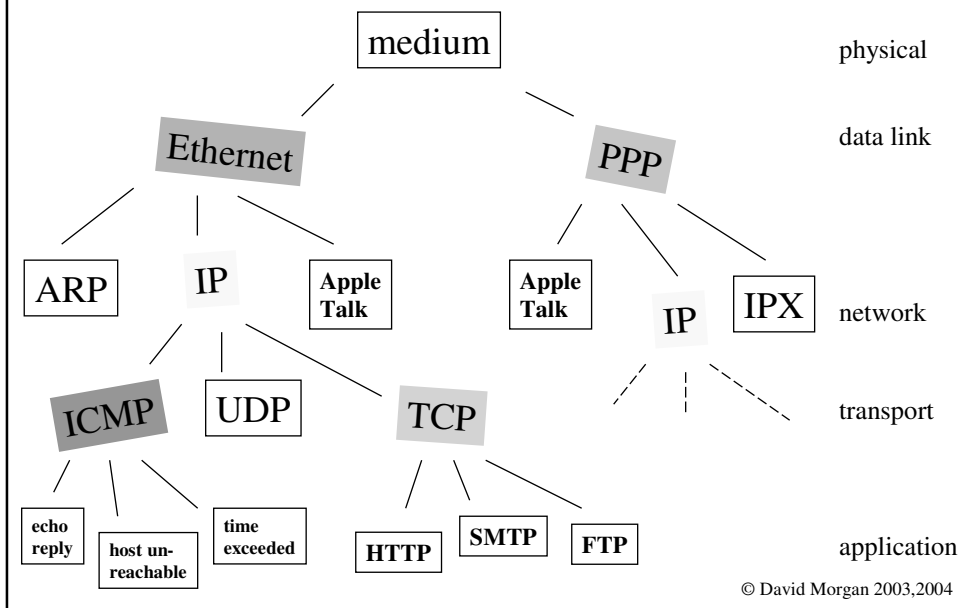 medium
physical
Ethernet
PPP
data link
ARP
IP
Apple
Talk
Apple
Talk
IP
IPX
network
ICMP
UDP
TCP
transport
echo
reply
host un-
reachable
time
exceeded
HTTP
SMTP
FTP
application
© David Morgan 2003,2004